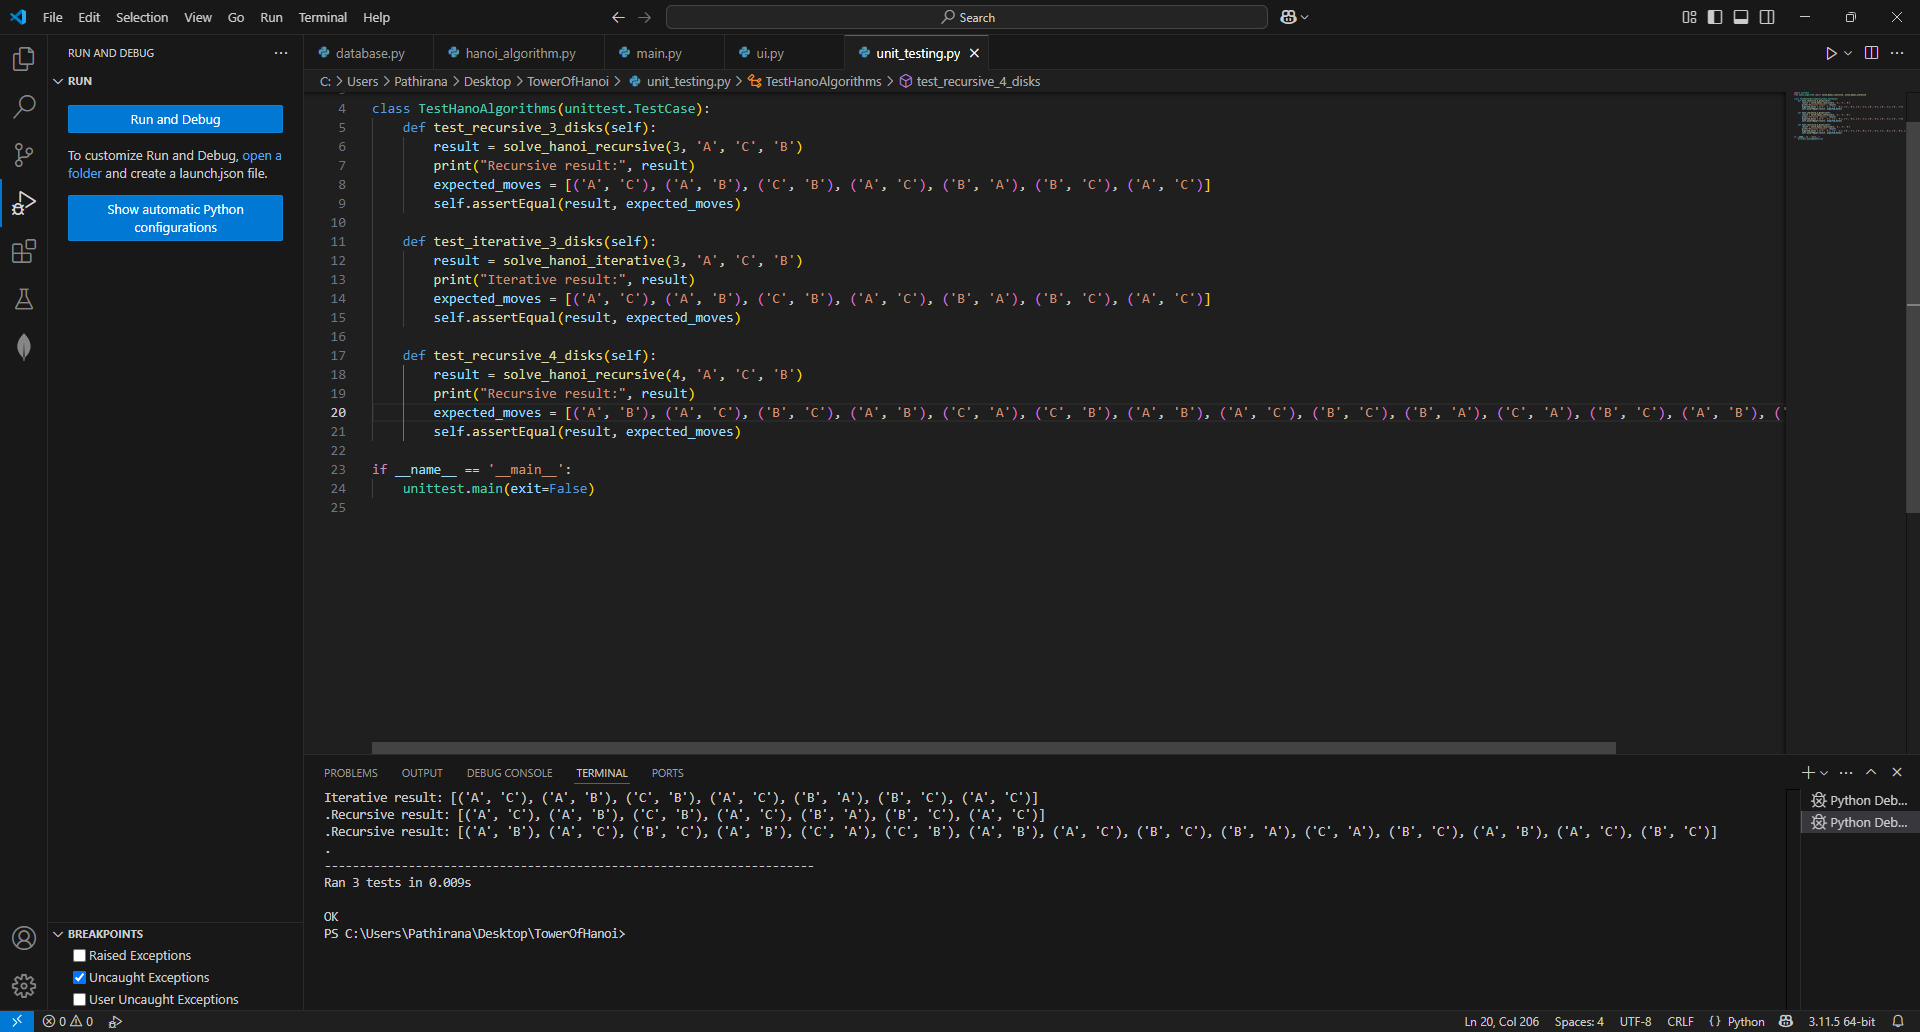 File Edit Selection View Go Run Terminal Help
Search
RUN AND DEBUG
RUN
Run and Debug
To customize Run and Debug, open a
folder and create a launch.json file.
Show automatic Python
configurations
database.py hanoi_algorithm.py main.py ui.py unit_testing.py
C: > Users > Pathirana > Desktop > TowerOfHanoi > unit_testing.py > TestHanoAlgorithms > test_recursive_4_disks
4 class TestHanoAlgorithms(unittest.TestCase):
5 def test_recursive_3_disks(self):
6 result = solve_hanoi_recursive(3, 'A', 'C', 'B')
7 print("Recursive result:", result)
8 expected_moves = [('A', 'C'), ('A', 'B'), ('C', 'B'), ('A', 'C'), ('B', 'A'), ('B', 'C'), ('A', 'C')]
9 self.assertEqual(result, expected_moves)
10
11 def test_iterative_3_disks(self):
12 result = solve_hanoi_iterative(3, 'A', 'C', 'B')
13 print("Iterative result:", result)
14 expected_moves = [('A', 'C'), ('A', 'B'), ('C', 'B'), ('A', 'C'), ('B', 'A'), ('B', 'C'), ('A', 'C')]
15 self.assertEqual(result, expected_moves)
16
17 def test_recursive_4_disks(self):
18 result = solve_hanoi_recursive(4, 'A', 'C', 'B')
19 print("Recursive result:", result)
20 expected_moves = [('A', 'B'), ('A', 'C'), ('B', 'C'), ('A', 'B'), ('C', 'A'), ('C', 'B'), ('A', 'B'), ('A', 'C'), ('B', 'C'), ('B', 'A'), ('C', 'A'), ('B', 'C'), ('A', 'B'), ('
21 self.assertEqual(result, expected_moves)
22
23 if __name__ == '__main__':
24 unittest.main(exit=False)
25
PROBLEMS OUTPUT DEBUG CONSOLE TERMINAL PORTS
Iterative result: [('A', 'C'), ('A', 'B'), ('C', 'B'), ('A', 'C'), ('B', 'A'), ('B', 'C'), ('A', 'C')]
.Recursive result: [('A', 'C'), ('A', 'B'), ('C', 'B'), ('A', 'C'), ('B', 'A'), ('B', 'C'), ('A', 'C')]
.Recursive result: [('A', 'B'), ('A', 'C'), ('B', 'C'), ('A', 'B'), ('C', 'A'), ('C', 'B'), ('A', 'B'), ('A', 'C'), ('B', 'C'), ('B', 'A'), ('C', 'A'), ('B', 'C'), ('A', 'B'), ('A', 'C'), ('B', 'C')]
.
----------------------------------------------------------------------
Ran 3 tests in 0.009s
OK
PS C:\Users\Pathirana\Desktop\TowerOfHanoi>
Python Deb...
Python Deb...
BREAKPOINTS
Raised Exceptions
Uncaught Exceptions
User Uncaught Exceptions
0 0
Ln 20, Col 206 Spaces: 4 UTF-8 CRLF {} Python 3.11.5 64-bit